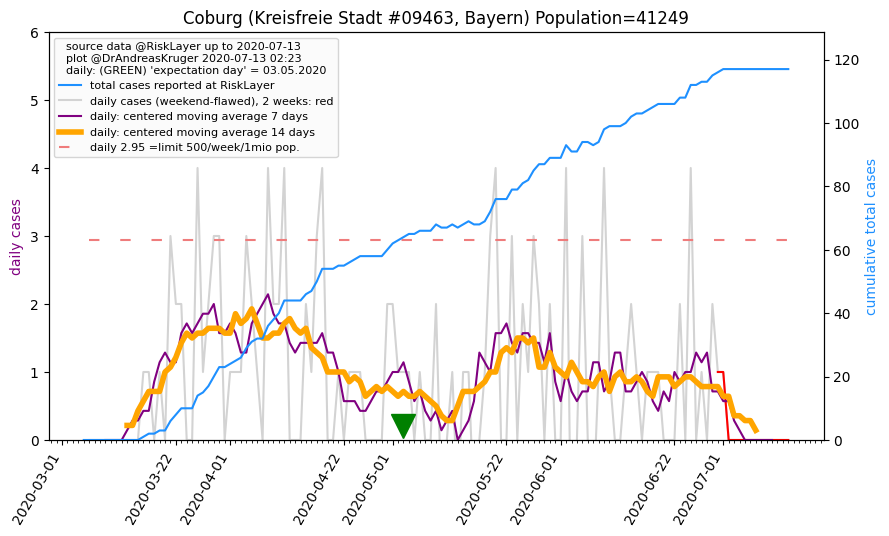 Coburg (Kreisfreie Stadt #09463, Bayern) Population=41249
source data @RiskLayer up to 2020-07-13
plot @DrAndreasKruger 2020-07-13 02:23
daily: (GREEN) 'expectation day' = 03.05.2020
total cases reported at RiskLayer
daily cases (weekend-flawed), 2 weeks: red
daily: centered moving average 7 days
daily: centered moving average 14 days
daily 2.95 =limit 500/week/1mio pop.
daily cases
6
5
4
3
2
1
0
cumulative total cases
120
100
80
60
40
20
0
2020-03-01
2020-03-22
2020-04-01
2020-04-22
2020-05-01
2020-05-22
2020-06-01
2020-06-22
2020-07-01